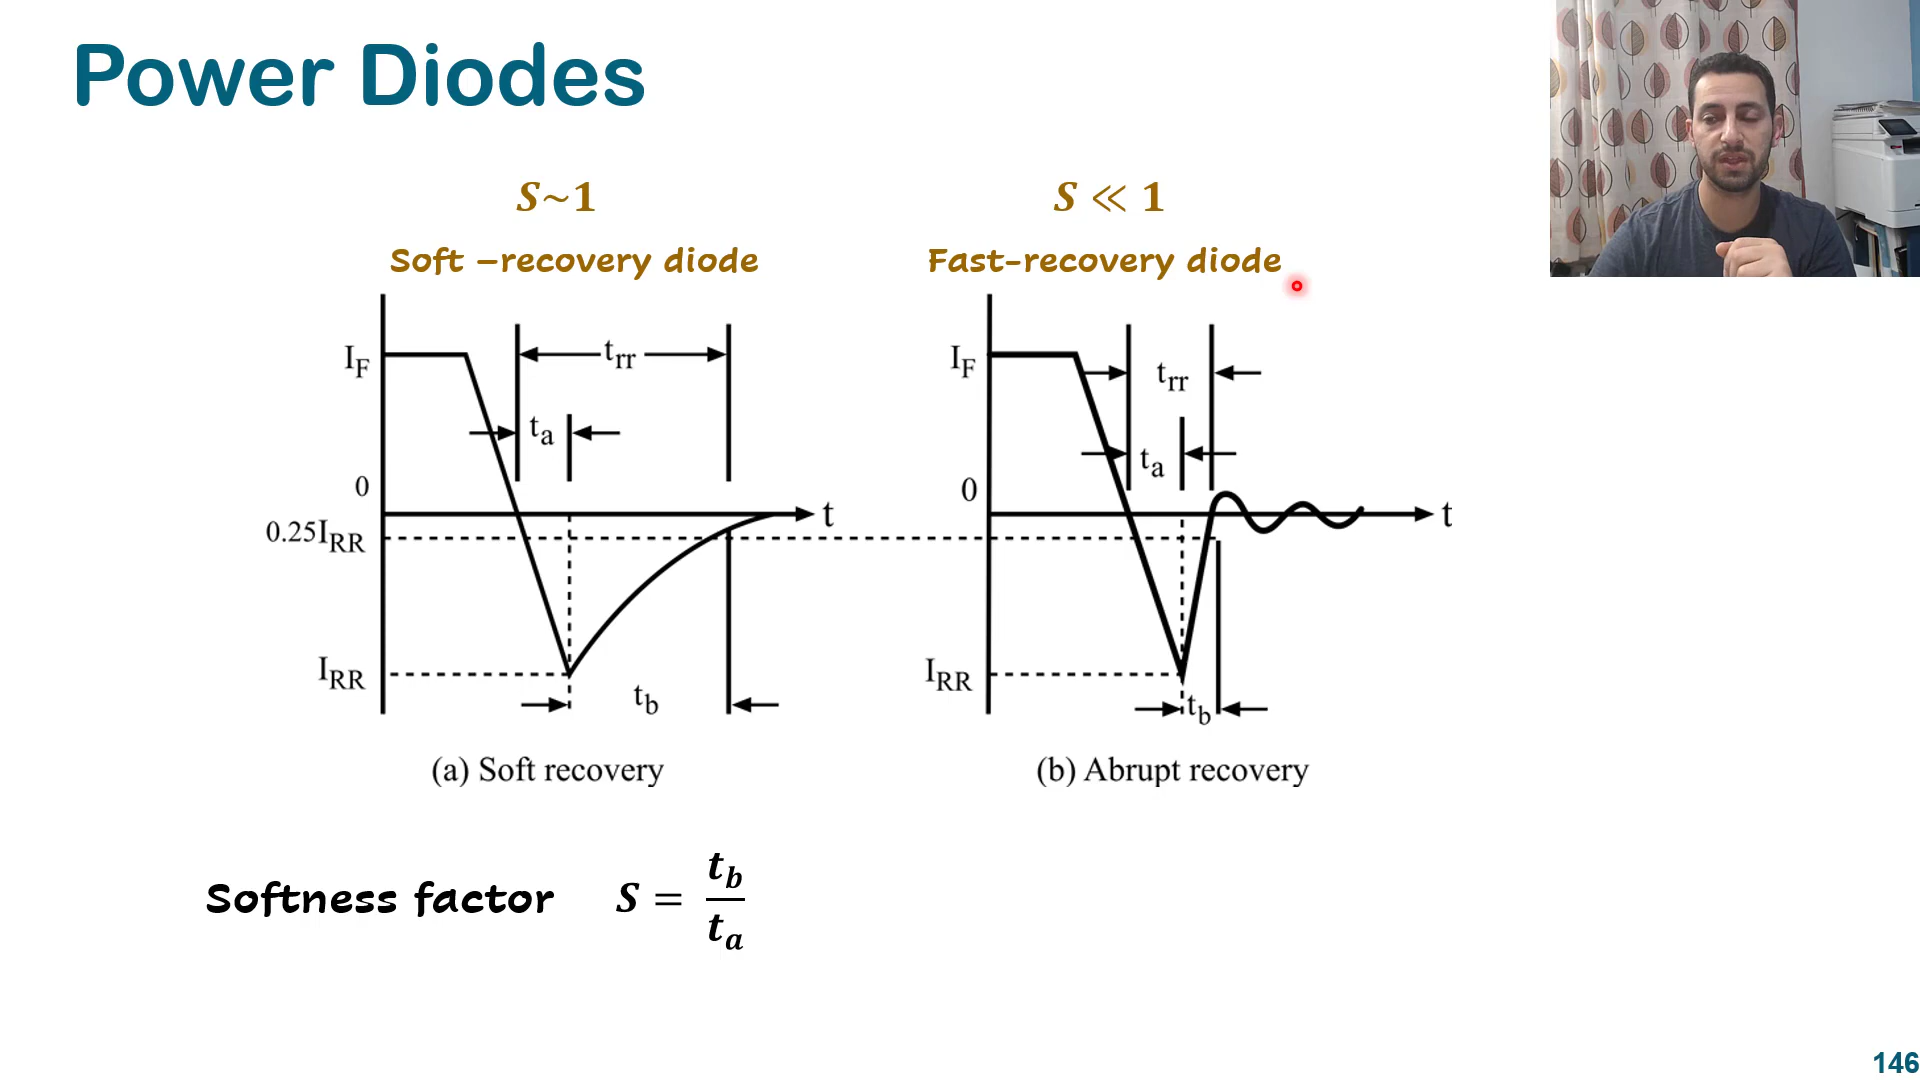 Power Diodes
S~1
S ≪ 1
Soft –recovery diode
Fast-recovery diode
I_F
t_rr
t_a
0
t
0.25I_RR
I_RR
t_b
(a) Soft recovery
I_F
t_rr
t_a
0
t
I_RR
t_b
(b) Abrupt recovery
Softness factor S = t_b / t_a
146